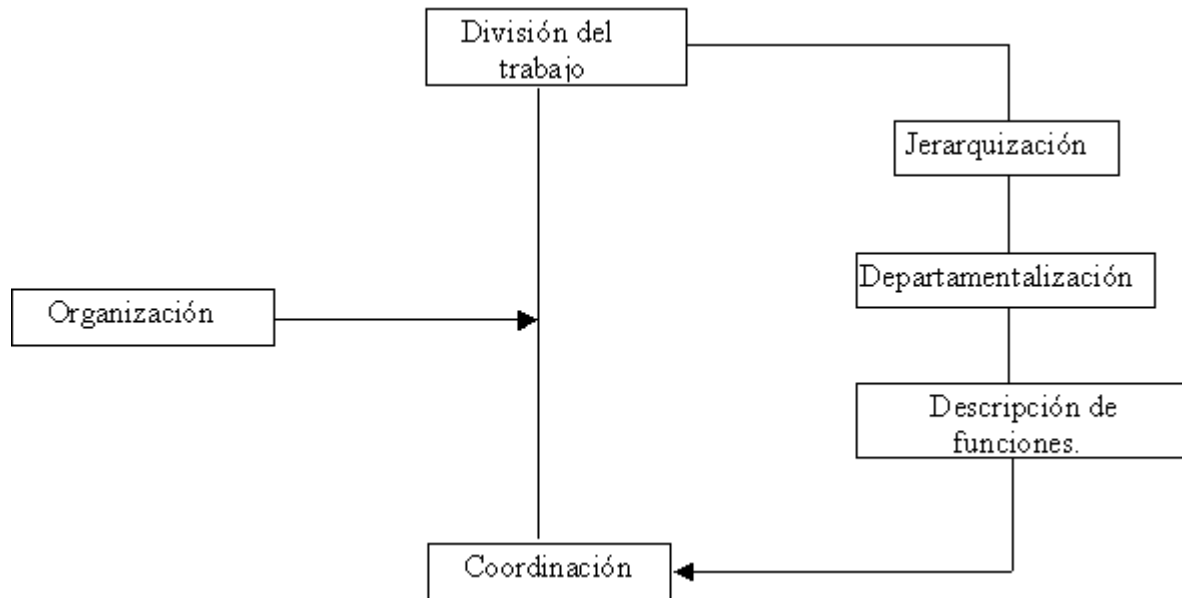 División del
trabajo
Jerarquización
Departamentalización
Organización
Descripción de
funciones.
Coordinación